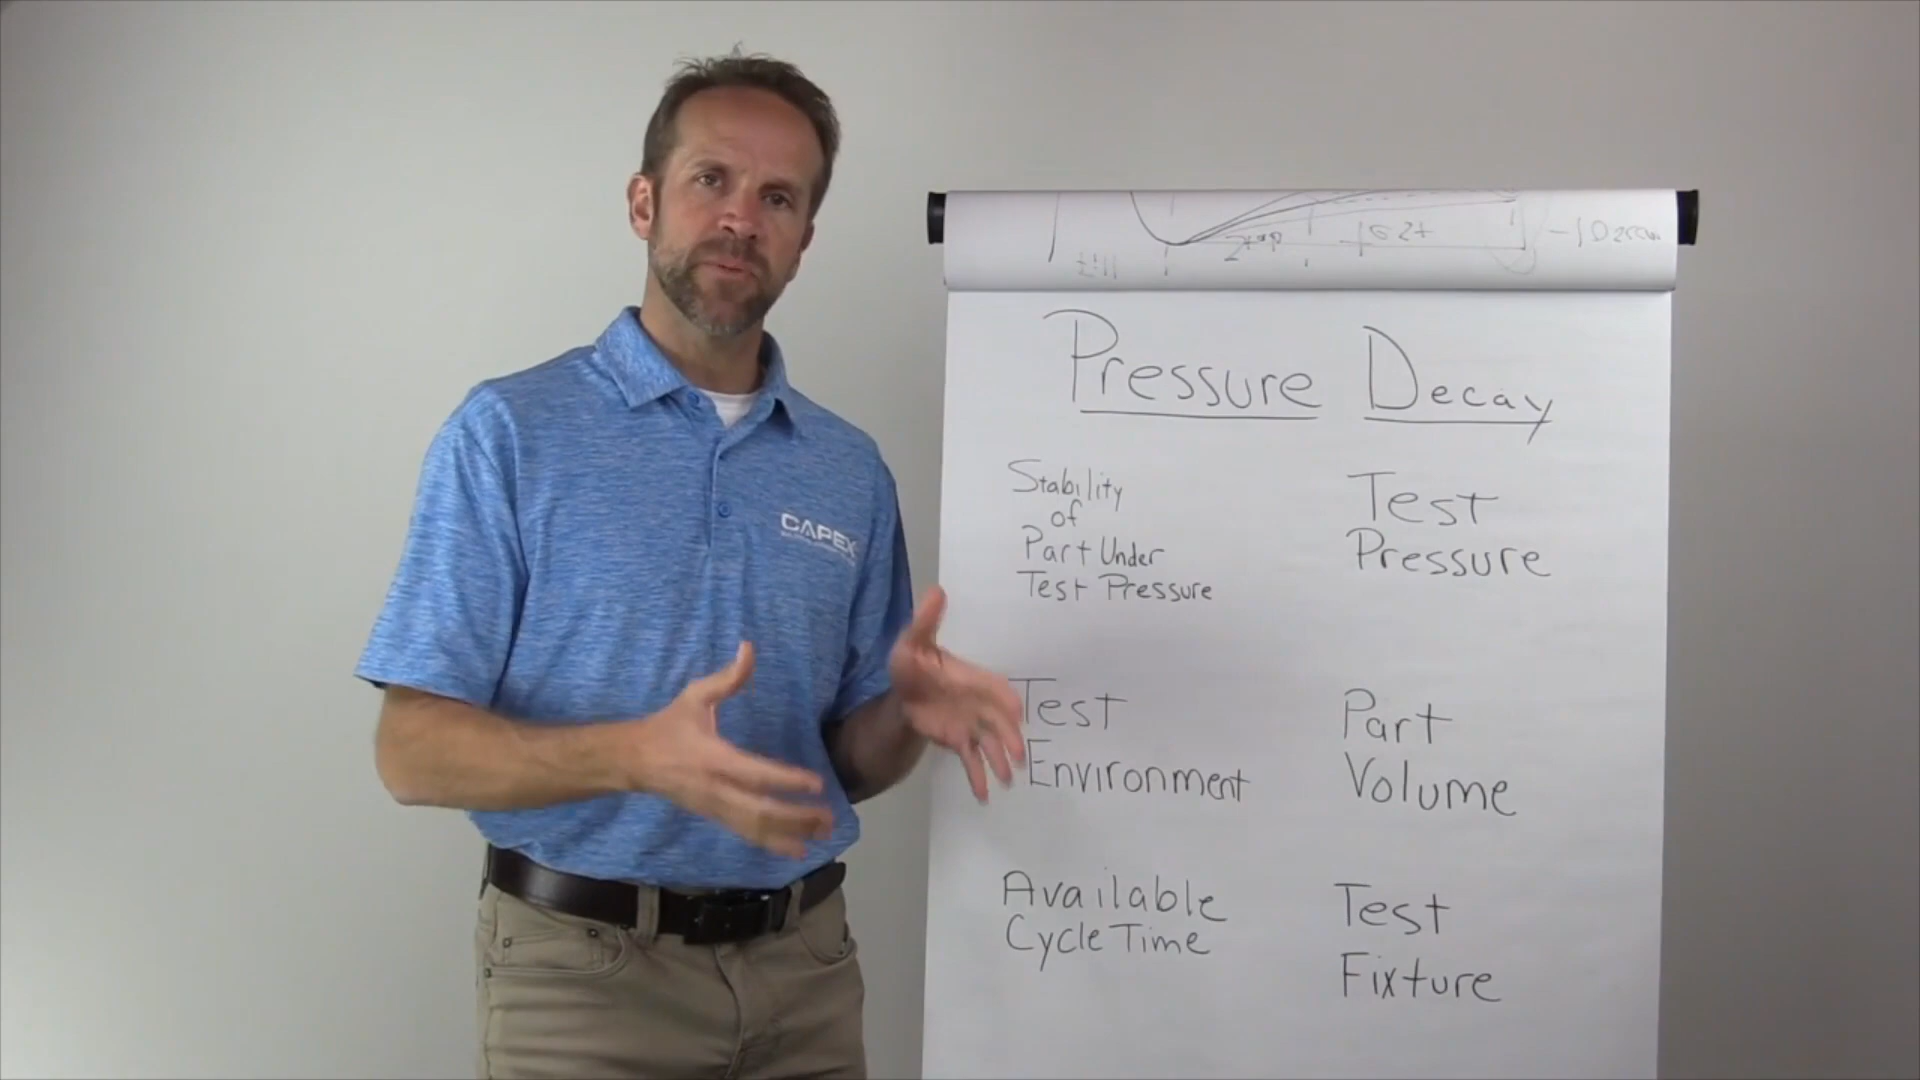 Pressure Decay
Stability
of
Part Under
Test Pressure
Test
Pressure
Test
Environment
Part
Volume
Available
Cycle Time
Test
Fixture
CAPEX